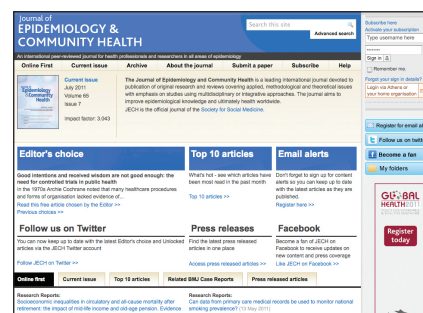 Journal of
EPIDEMIOLOGY &
COMMUNITY HEALTH
Search this site
Advanced search
An international peer-reviewed journal for health professionals and researchers in all areas of epidemiology
Online First Current issue Archive About the journal Submit a paper Subscribe Help
Current issue
July 2011
Volume 65
Issue 7
Impact factor: 3.043
Epidemiology
& Community
Health
The Journal of Epidemiology and Community Health is a leading international journal devoted to
publication of original research and reviews covering applied, methodological and theoretical issues
with emphasis on studies using multidisciplinary or integrative approaches. The journal aims to
improve epidemiological knowledge and ultimately health worldwide.
JECH is the official journal of the Society for Social Medicine.
Editor's choice
Good intentions and received wisdom are not good enough: the
need for controlled trials in public health
In the 1970s Archie Cochrane noted that many healthcare procedures
and forms of organisation lacked evidence of...
Read this free article chosen by the Editor >>
Previous choices >>
Top 10 articles
What's hot - see which articles have
been most read in the past month
Top 10 articles >>
Email alerts
Don't forget to sign up for content
alerts so you can keep up to date
with the latest articles as they are
published.
Register here >>
Follow us on Twitter
You can now keep up to date with the latest Editor's choice and Unlocked
articles via the JECH Twitter account
Follow JECH on Twitter >>
Press releases
Find the latest press released
articles in one place
Access press released articles >>
Facebook
Become a fan of JECH on
Facebook to receive updates on
new content and press coverage
Like JECH on Facebook >>
Online first Current issue Top 10 articles Related BMJ Case Reports Press released articles
Research Reports:
Socioeconomic inequalities in circulatory and all-cause mortality after
retirement: the impact of mid-life income and old-age pension. Evidence
Research Reports:
Can data from primary care medical records be used to monitor national
smoking prevalence? (13 May 2011)
Subscribe here
Activate your subscription
Type username here
Sign in
Remember me.
Forgot your sign in details?
Login via Athens or
your home organisation
Register for email al
Follow us on twitt
Become a fan
My folders
GLOBAL
HEALTH2011
Register
today